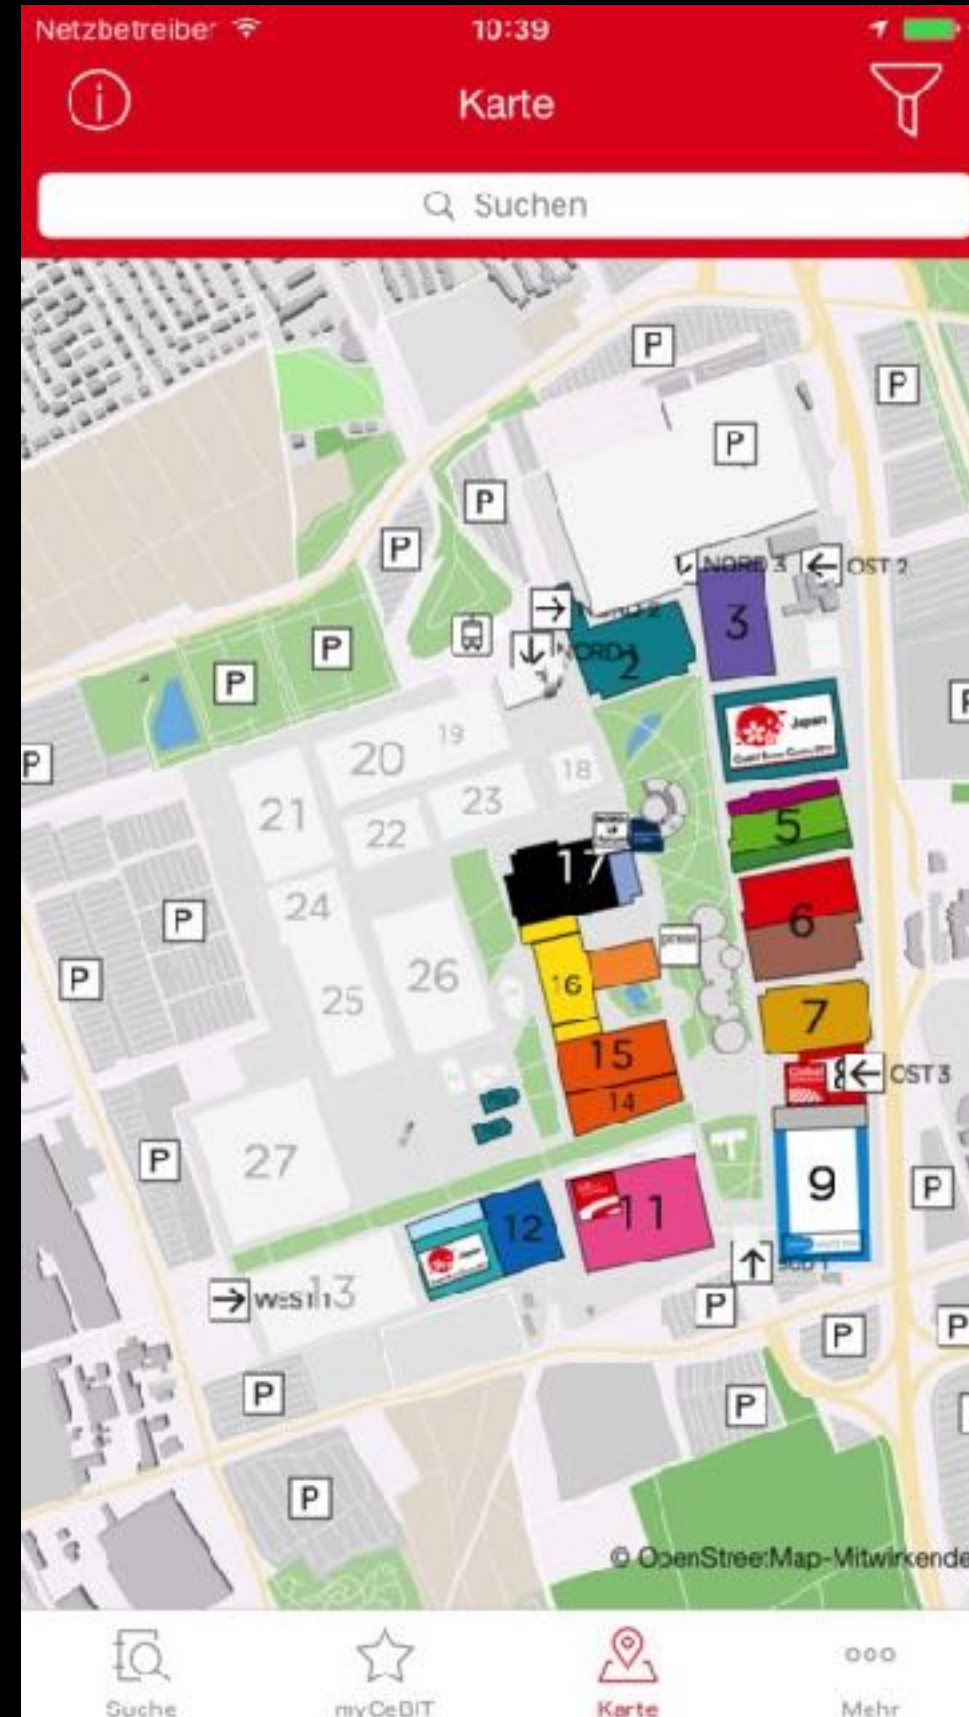 Netzbetreiber 10:39
Karte
Suchen
P
P
P
P
P
NORD 3 OST 2
3
NORD 1
2
P
P
P
Japan
P
20 19
18
21 23
22
5
17
24
P
6
P
26
16
25
7
15
OST 3
14
27
P
9
P
12
11
WEST 1 13
P
P
P
P
P
P
© OpenStreetMap-Mitwirkende
Suche myCeBIT Karte Mehr